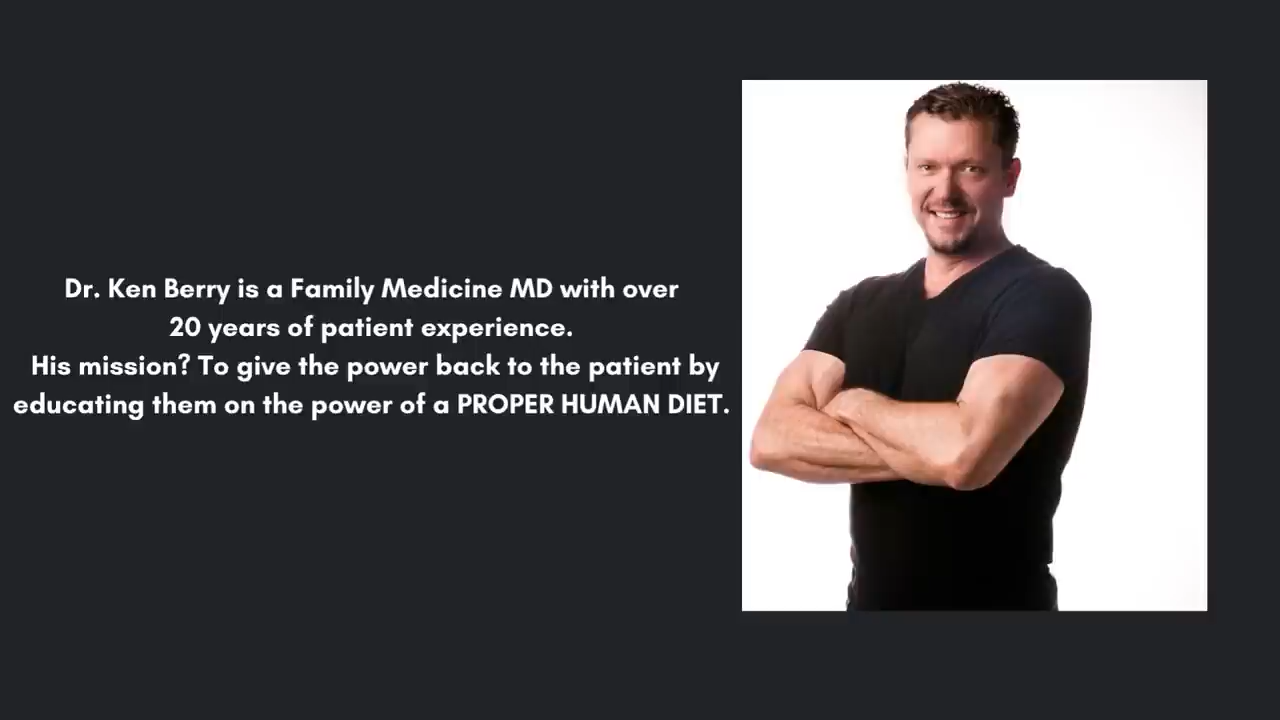 Dr. Ken Berry is a Family Medicine MD with over
20 years of patient experience.
His mission? To give the power back to the patient by
educating them on the power of a PROPER HUMAN DIET.